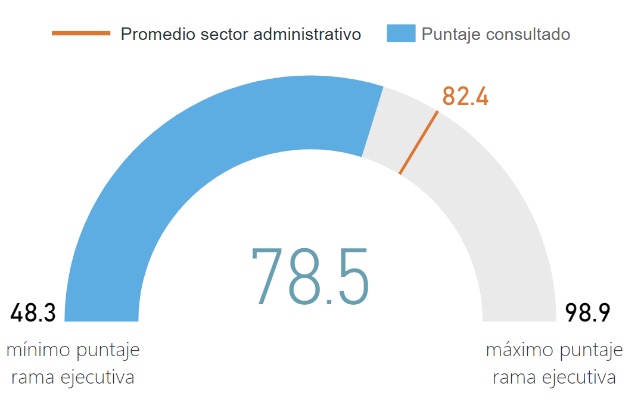 Promedio sector administrativo
Puntaje consultado
82.4
78.5
48.3
98.9
mínimo puntaje
rama ejecutiva
máximo puntaje
rama ejecutiva